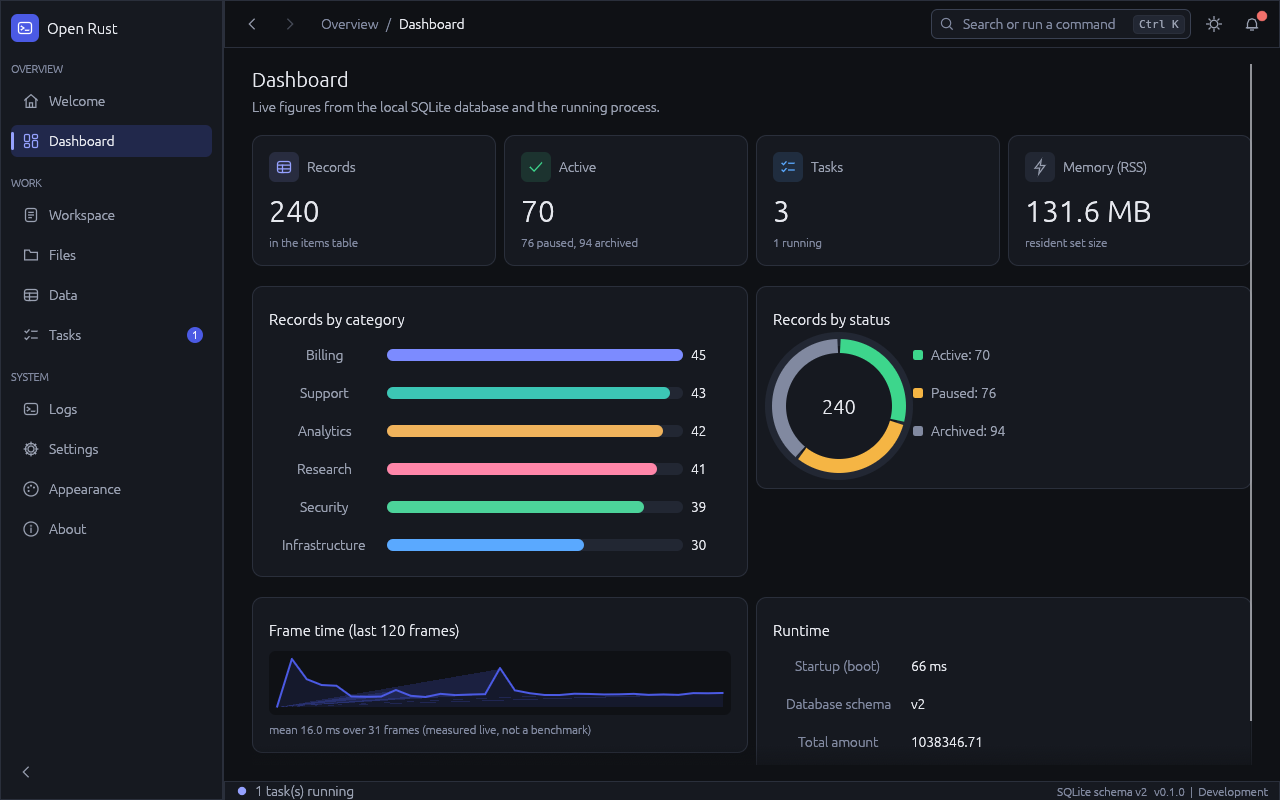 Open Rust
OVERVIEW
Welcome
Dashboard
WORK
Workspace
Files
Data
Tasks 1
SYSTEM
Logs
Settings
Appearance
About
Overview / Dashboard
Search or run a command Ctrl K
Dashboard
Live figures from the local SQLite database and the running process.
Records
240
in the items table
Active
70
76 paused, 94 archived
Tasks
3
1 running
Memory (RSS)
131.6 MB
resident set size
Records by category
Billing 45
Support 43
Analytics 42
Research 41
Security 39
Infrastructure 30
Records by status
240
Active: 70
Paused: 76
Archived: 94
Frame time (last 120 frames)
mean 16.0 ms over 31 frames (measured live, not a benchmark)
Runtime
Startup (boot) 66 ms
Database schema v2
Total amount 1038346.71
1 task(s) running
SQLite schema v2 v0.1.0 | Development